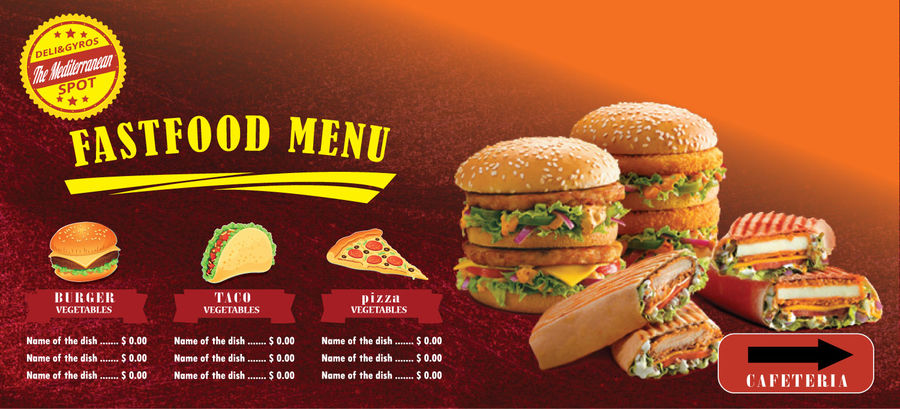 DELI&GYROS
The Mediterranean
SPOT
FASTFOOD MENU
BURGER
VEGETABLES
Name of the dish ....... $ 0.00
Name of the dish ....... $ 0.00
Name of the dish ....... $ 0.00
TACO
VEGETABLES
Name of the dish ....... $ 0.00
Name of the dish ....... $ 0.00
Name of the dish ....... $ 0.00
pizza
VEGETABLES
Name of the dish ....... $ 0.00
Name of the dish ....... $ 0.00
Name of the dish ....... $ 0.00
CAFETERIA